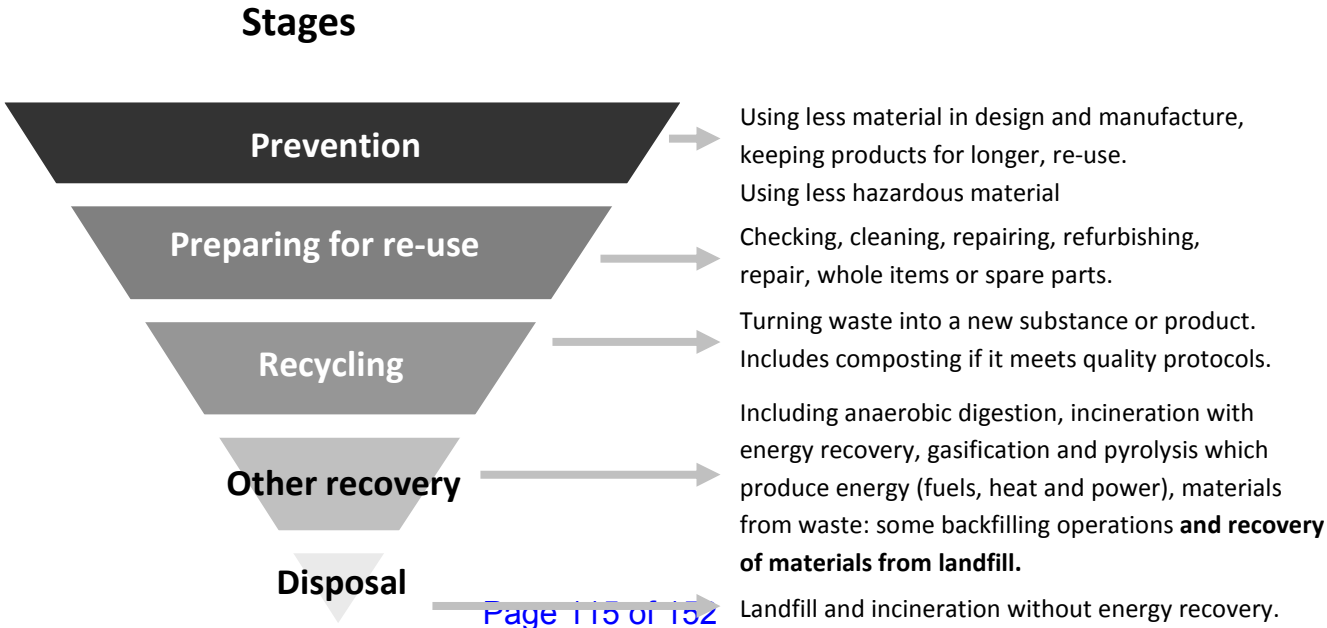 Stages
Prevention
Using less material in design and manufacture,
keeping products for longer, re-use.
Using less hazardous material
Preparing for re-use
Checking, cleaning, repairing, refurbishing,
repair, whole items or spare parts.
Recycling
Turning waste into a new substance or product.
Includes composting if it meets quality protocols.
Other recovery
Including anaerobic digestion, incineration with
energy recovery, gasification and pyrolysis which
produce energy (fuels, heat and power), materials
from waste: some backfilling operations and recovery
of materials from landfill.
Disposal
Landfill and incineration without energy recovery.
Page 115 of 152